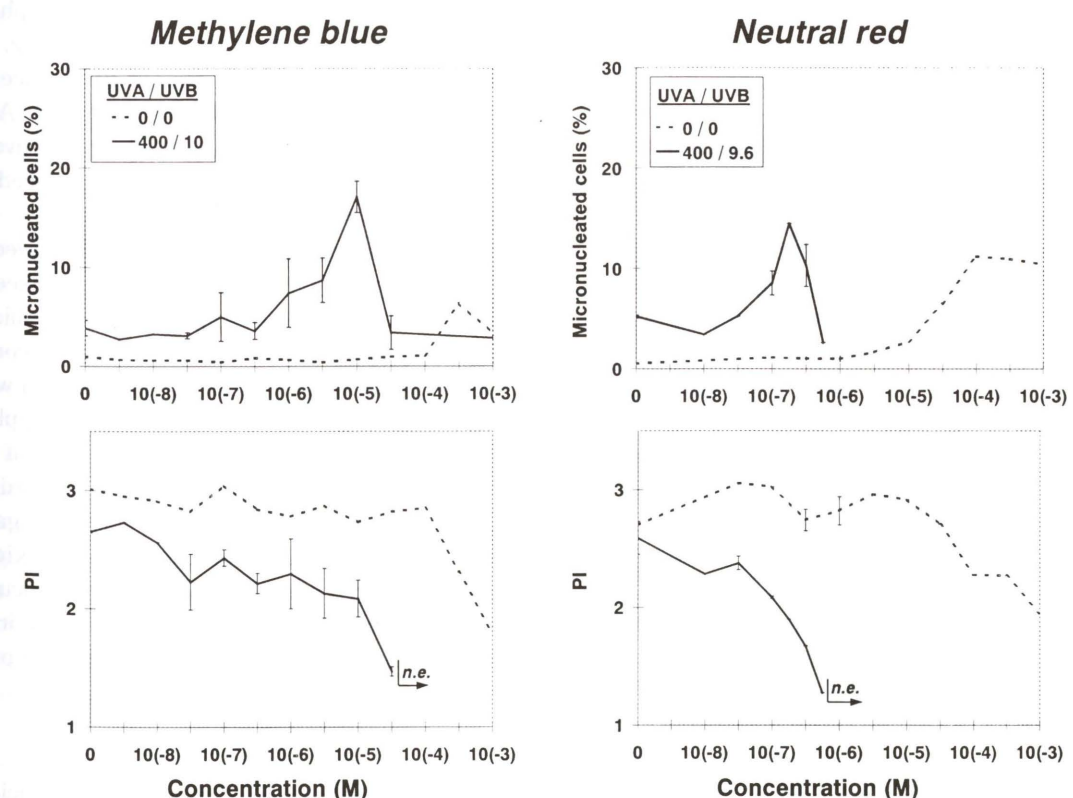 Methylene blue
Neutral red
Micronucleated cells (%)
30
20
10
0
UVA / UVB
0 / 0
400 / 10
0 10(-8) 10(-7) 10(-6) 10(-5) 10(-4) 10(-3)
Micronucleated cells (%)
30
20
10
0
UVA / UVB
0 / 0
400 / 9.6
0 10(-8) 10(-7) 10(-6) 10(-5) 10(-4) 10(-3)
PI
3
2
1
n.e.
0 10(-8) 10(-7) 10(-6) 10(-5) 10(-4) 10(-3)
Concentration (M)
PI
3
2
1
n.e.
0 10(-8) 10(-7) 10(-6) 10(-5) 10(-4) 10(-3)
Concentration (M)